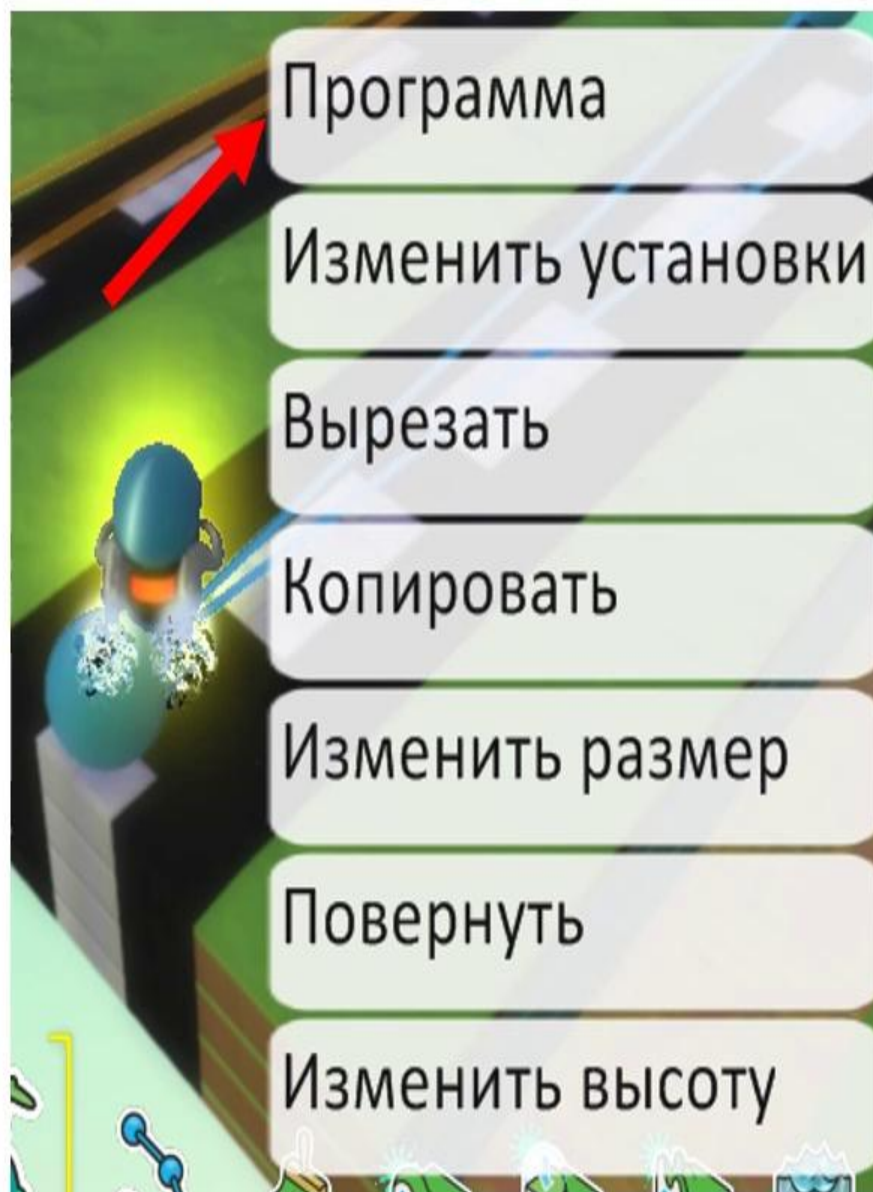 Программа
Изменить установки
Вырезать
Копировать
Изменить размер
Повернуть
Изменить высоту